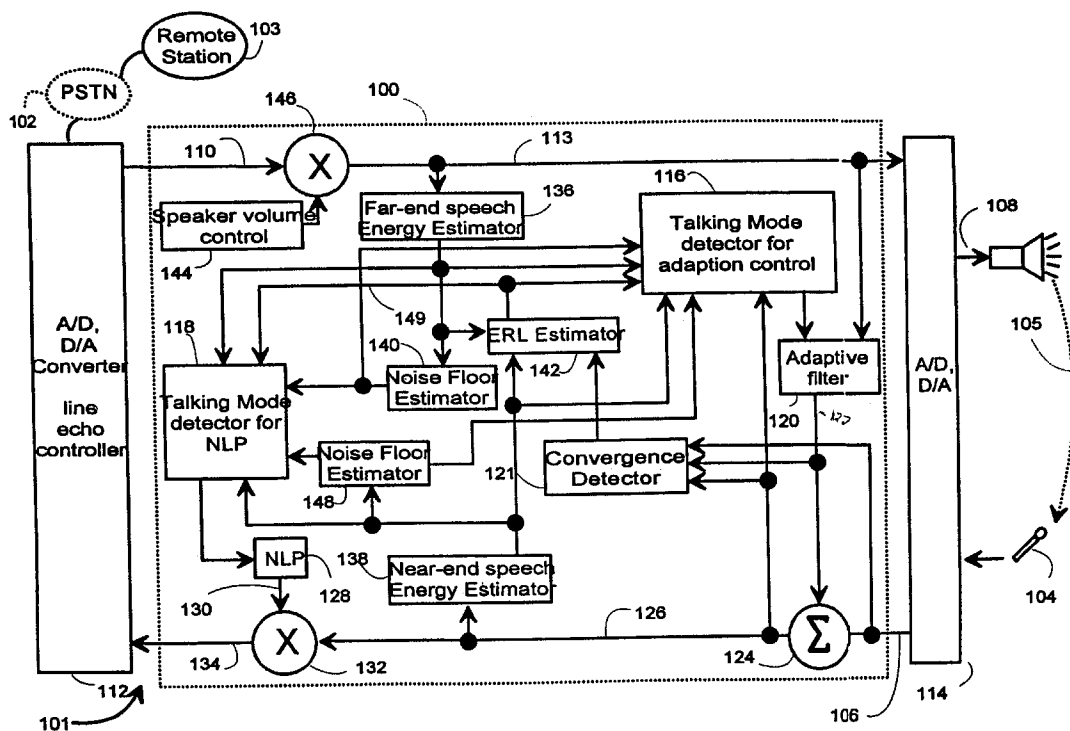 Remote
Station
103
PSTN
102
100
146
110
X
113
116
136
Speaker volume
control
144
Far-end speech
Energy Estimator
Talking Mode
detector for
adaption control
108
A/D,
D/A
Converter
line
echo
controller
149
118
ERL Estimator
140
142
105
Noise Floor
Estimator
Adaptive
filter
A/D,
D/A
120
Talking Mode
detector for
NLP
Noise Floor
Estimator
148
121
Convergence
Detector
NLP
128
138
Near-end speech
Energy Estimator
130
126
104
X
134
132
124
Σ
112
101
106
114